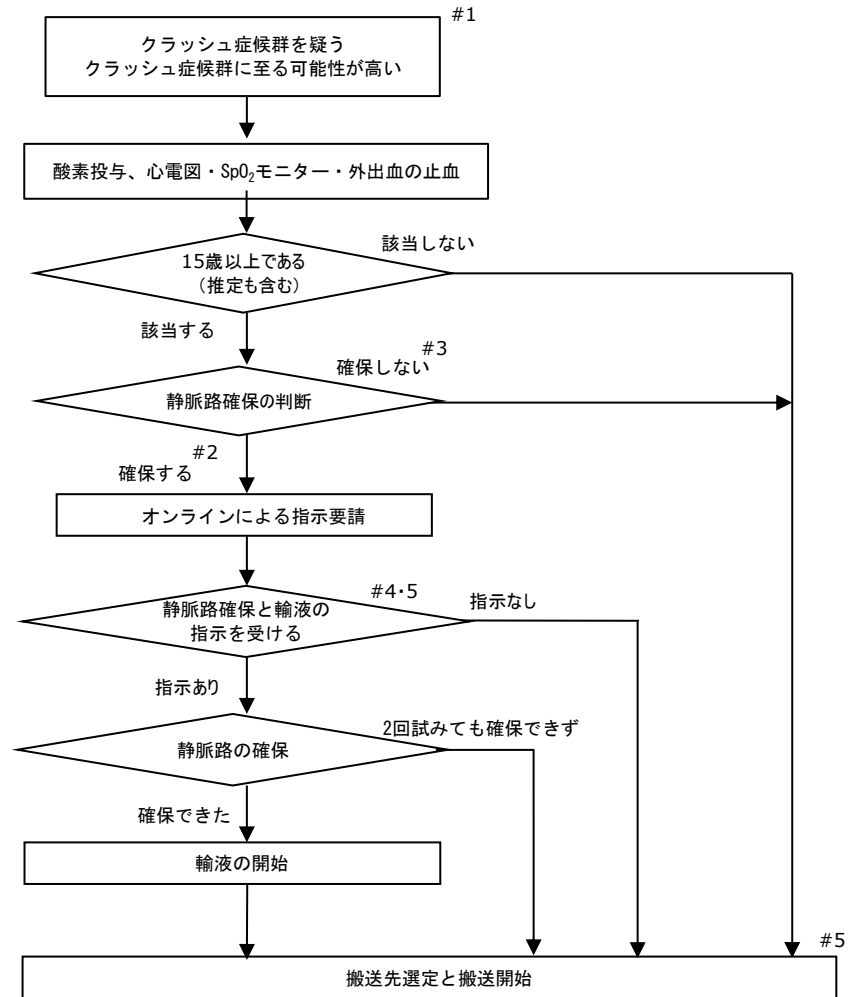 #1
クラッシュ症候群を疑う
クラッシュ症候群に至る可能性が高い
酸素投与、心電図・SpO₂モニター・外出血の止血
該当しない
15歳以上である
（推定も含む）
該当する
#3
確保しない
静脈路確保の判断
#2
確保する
オンラインによる指示要請
#4・5
指示なし
静脈路確保と輸液の
指示を受ける
指示あり
2回試みても確保できず
静脈路の確保
確保できた
輸液の開始
#5
搬送先選定と搬送開始